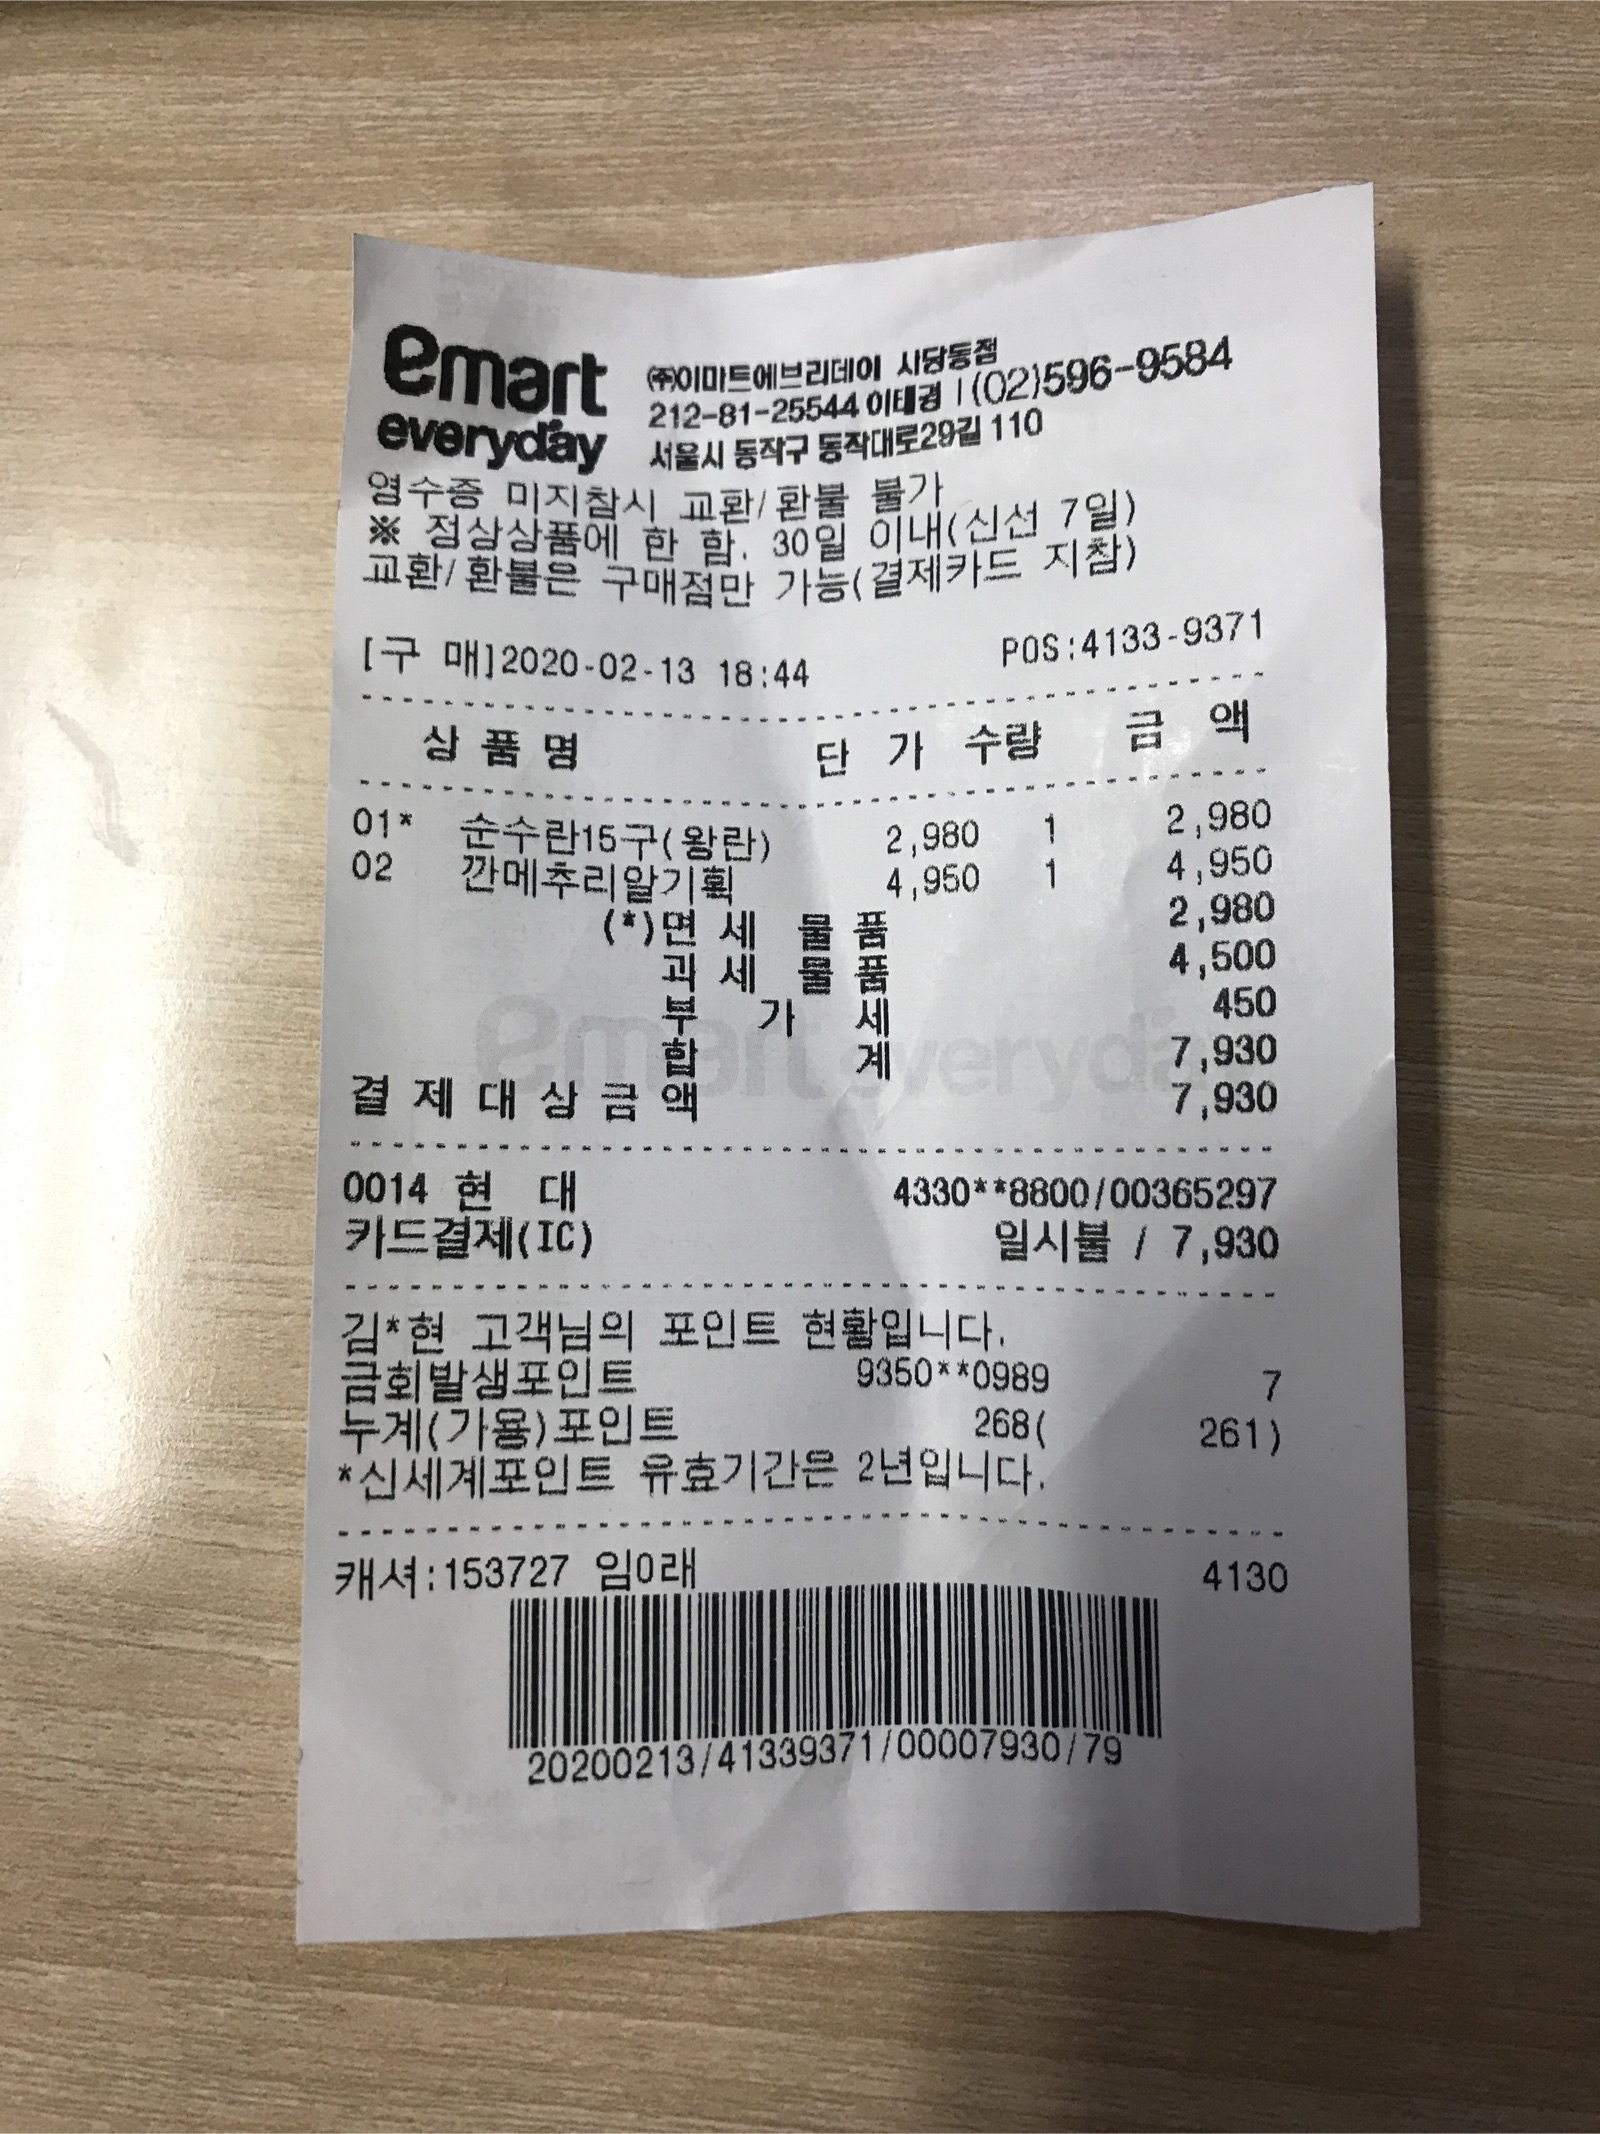 emart
everyday
㈜이마트에브리데이 사당동점
212-81-25544 이태경 | (02)596-9584
서울시 동작구 동작대로29길 110
영수증 미지참시 교환/환불 불가
※ 정상상품에 한 함. 30일 이내(신선 7일)
교환/환불은 구매점만 가능(결제카드 지참)
[구 매]2020-02-13 18:44 POS:4133-9371
상 품 명 단 가 수량 금 액
01* 순수란15구(왕란) 2,980 1 2,980
02 깐메추리알기획 4,950 1 4,950
(*)면 세 물 품 2,980
과 세 물 품 4,500
부 가 세 450
합 계 7,930
결 제 대 상 금 액 7,930
0014 현 대 4330**8800/00365297
카드결제(IC) 일시불 / 7,930
김*현 고객님의 포인트 현황입니다.
금회발생포인트 9350**0989 7
누계(가용)포인트 268( 261)
*신세계포인트 유효기간은 2년입니다.
캐셔:153727 임0래 4130
20200213/41339371/00007930/79